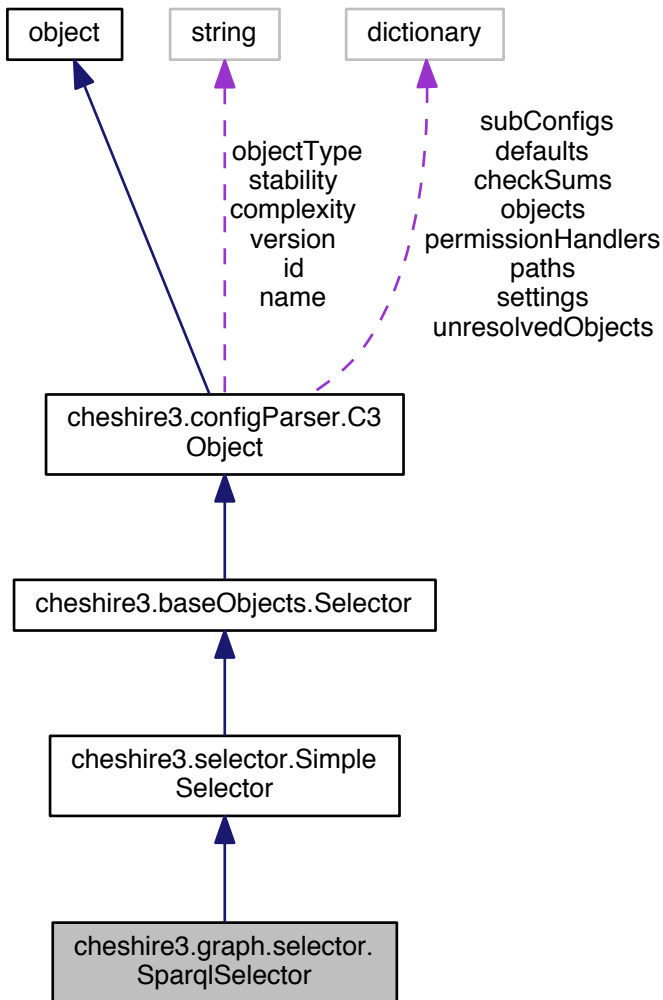 object
string
dictionary
objectType
stability
complexity
version
id
name
subConfigs
defaults
checkSums
objects
permissionHandlers
paths
settings
unresolvedObjects
cheshire3.configParser.C3
Object
cheshire3.baseObjects.Selector
cheshire3.selector.Simple
Selector
cheshire3.graph.selector.
SparqlSelector